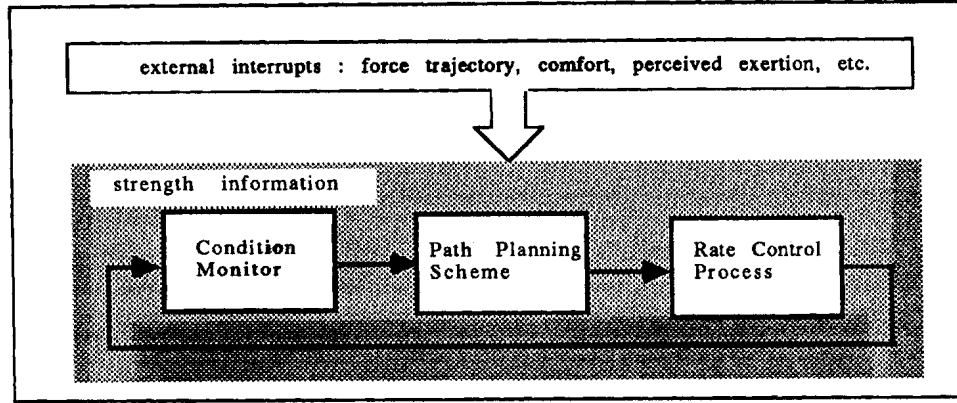 external interrupts : force trajectory, comfort, perceived exertion, etc.
strength information
Condition
Monitor
Path Planning
Scheme
Rate Control
Process